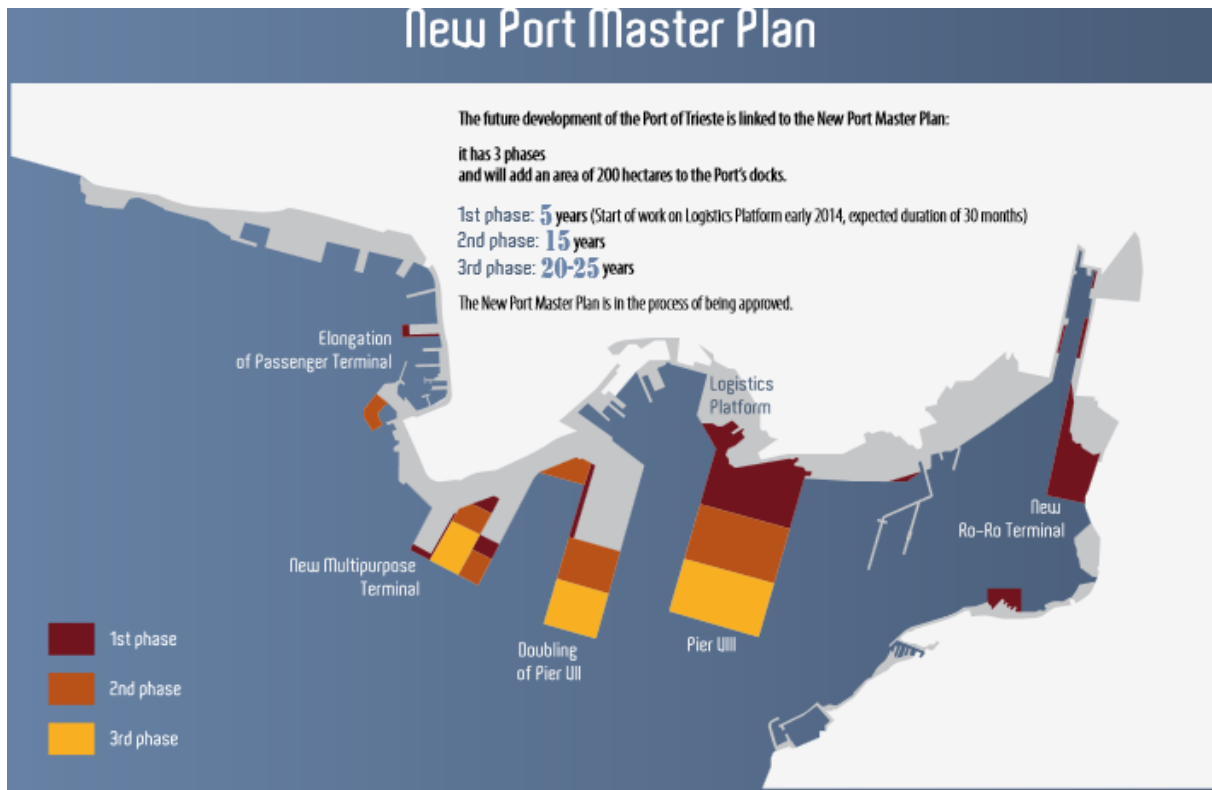 New Port Master Plan
The future development of the Port of Trieste is linked to the New Port Master Plan:
it has 3 phases
and will add an area of 200 hectares to the Port's docks.
1st phase: 5 years (Start of work on Logistics Platform early 2014, expected duration of 30 months)
2nd phase: 15 years
3rd phase: 20-25 years
The New Port Master Plan is in the process of being approved.
Elongation
of Passenger Terminal
Logistics
Platform
New
Ro-Ro Terminal
New Multipurpose
Terminal
Doubling
of Pier VII
Pier VIII
1st phase
2nd phase
3rd phase